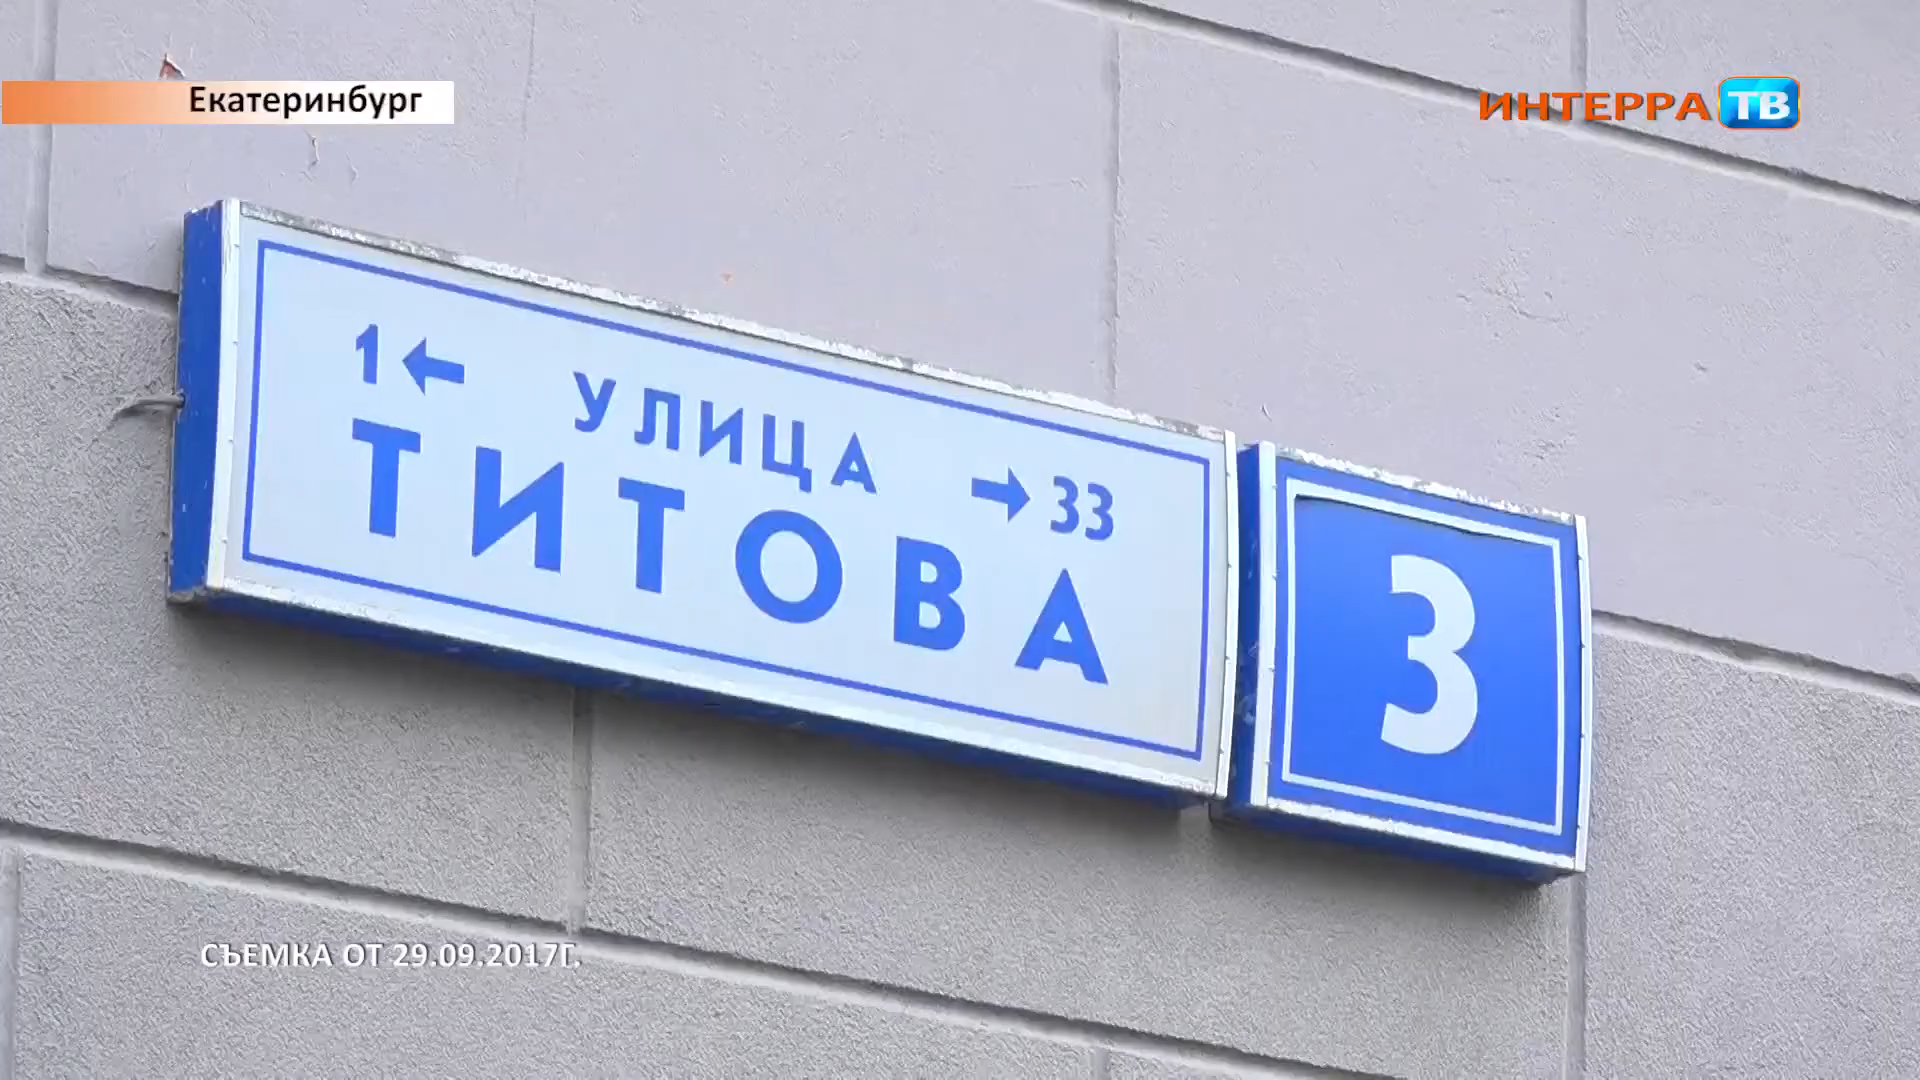 Екатеринбург
ИНТЕРРА ТВ
1 ← УЛИЦА → 33
ТИТОВА
3
СЪЕМКА ОТ 29.09.2017Г.